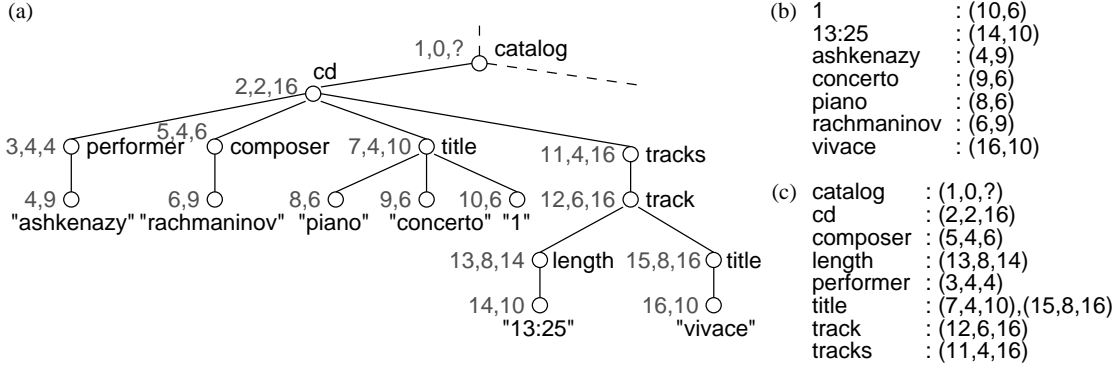 (a)
1,0,? catalog
cd
2,2,16
3,4,4 performer 5,4,6 composer 7,4,10 title 11,4,16 tracks
4,9 6,9 8,6 9,6 10,6 12,6,16 track
"ashkenazy" "rachmaninov" "piano" "concerto" "1"
13,8,14 length 15,8,16 title
14,10 16,10
"13:25" "vivace"
(b) 1 : (10,6)
13:25 : (14,10)
ashkenazy : (4,9)
concerto : (9,6)
piano : (8,6)
rachmaninov : (6,9)
vivace : (16,10)
(c) catalog : (1,0,?)
cd : (2,2,16)
composer : (5,4,6)
length : (13,8,14)
performer : (3,4,4)
title : (7,4,10),(15,8,16)
track : (12,6,16)
tracks : (11,4,16)